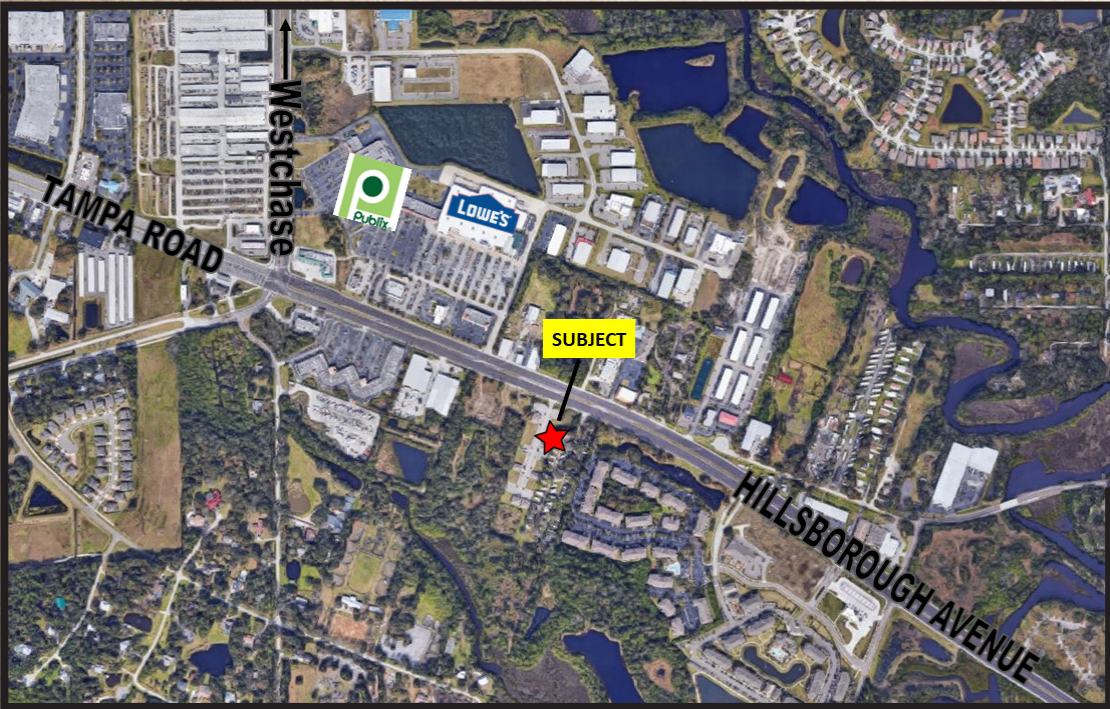 Westchase
TAMPA ROAD
Publix.
LOWE'S
SUBJECT
HILLSBOROUGH AVENUE